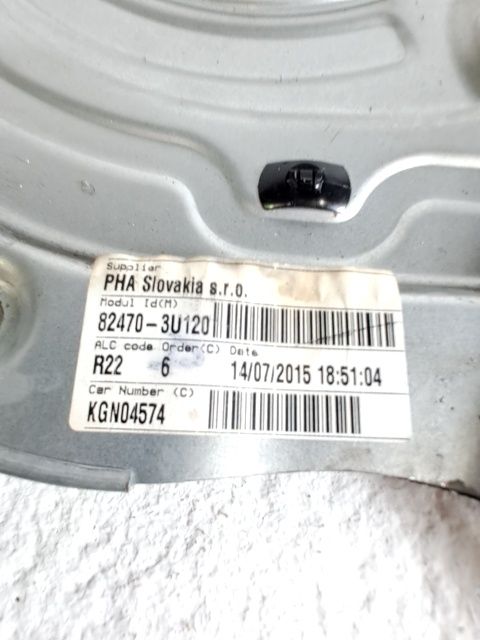 Supplier
PHA Slovakia s.r.o.
Modul Id(M)
82470-3U120
ALC code Order(C) Date
R22 6 14/07/2015 18:51:04
Car Number (C)
KGN04574